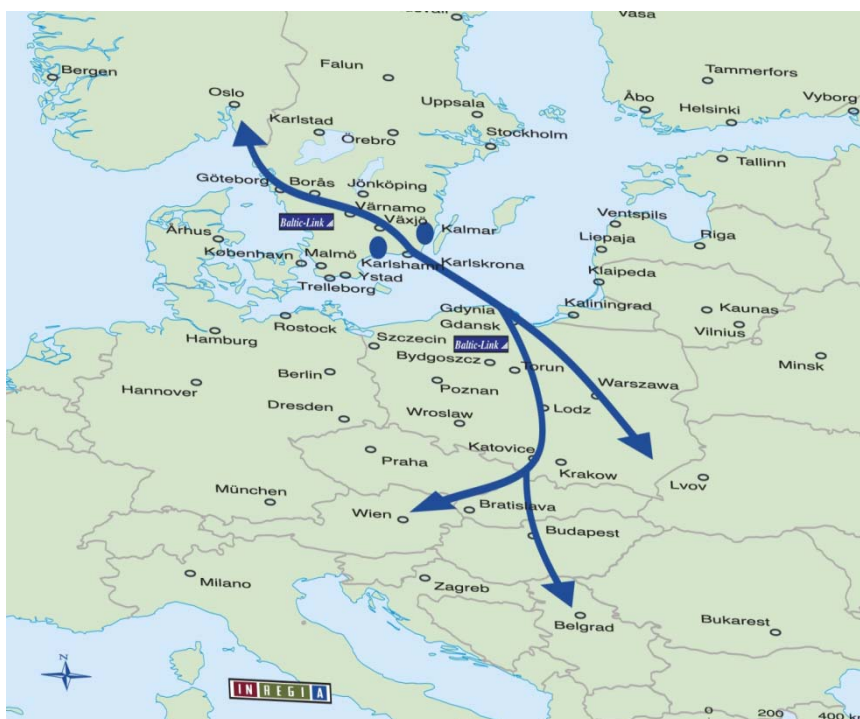 Vasa
Bergen
Falun
Tammerfors
Oslo
Uppsala
Åbo
Helsinki
Vyborg
Karlstad
Örebro
Stockholm
Tallinn
Göteborg
Borås
Jönköping
Baltic-Link
Värnamo
Växjö
Kalmar
Ventspils
Århus
Riga
Liepaja
København
Malmö
Karlshamn
Karlskrona
Ystad
Trelleborg
Klaipeda
Gdynia
Kaliningrad
Kaunas
Rostock
Gdansk
Vilnius
Hamburg
Szczecin
Baltic-Link
Bydgoszcz
Torun
Minsk
Hannover
Berlin
Poznan
Warszawa
Dresden
Wroslaw
Lodz
Katovice
Praha
Krakow
Lvov
München
Wien
Bratislava
Budapest
Milano
Zagreb
Belgrad
Bukarest
N
INREGIA
0 200 400